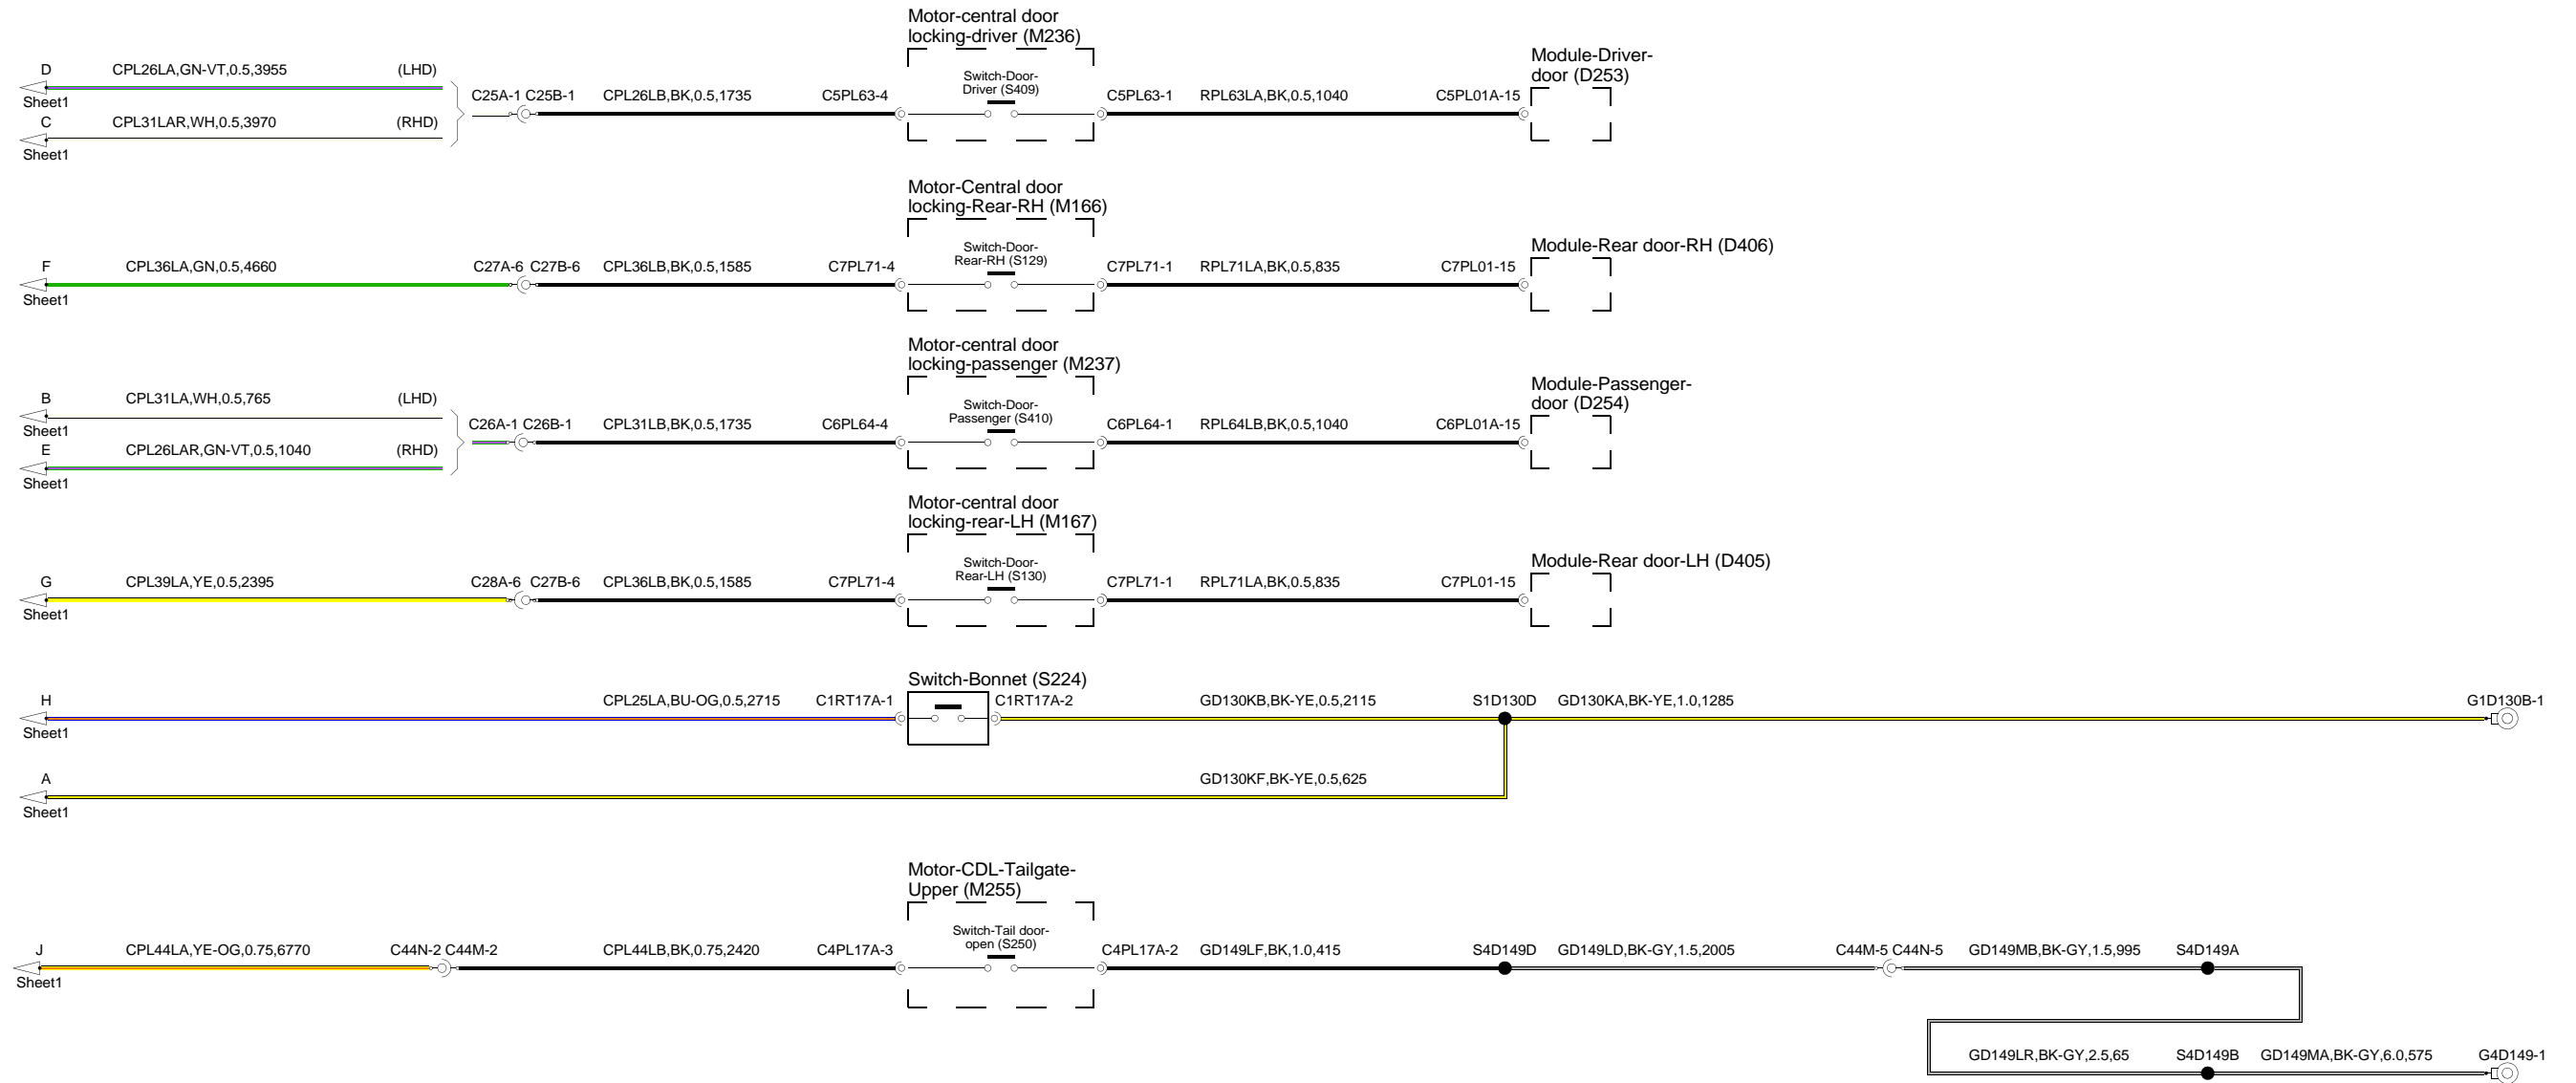 Motor-central door
locking-driver (M236)
Module-Driver-
door (D253)
D CPL26LA,GN-VT,0.5,3955 (LHD)
Switch-Door-
Driver (S409)
Sheet1
C25A-1 C25B-1 CPL26LB,BK,0.5,1735 C5PL63-4 C5PL63-1 RPL63LA,BK,0.5,1040 C5PL01A-15
C CPL31LAR,WH,0.5,3970 (RHD)
Sheet1
Motor-Central door
locking-Rear-RH (M166)
Switch-Door-
Rear-RH (S129)
Module-Rear door-RH (D406)
F CPL36LA,GN,0.5,4660 C27A-6 C27B-6 CPL36LB,BK,0.5,1585 C7PL71-4 C7PL71-1 RPL71LA,BK,0.5,835 C7PL01-15
Sheet1
Motor-central door
locking-passenger (M237)
Module-Passenger-
door (D254)
B CPL31LA,WH,0.5,765 (LHD)
Switch-Door-
Passenger (S410)
Sheet1
C26A-1 C26B-1 CPL31LB,BK,0.5,1735 C6PL64-4 C6PL64-1 RPL64LB,BK,0.5,1040 C6PL01A-15
E CPL26LAR,GN-VT,0.5,1040 (RHD)
Sheet1
Motor-central door
locking-rear-LH (M167)
Switch-Door-
Rear-LH (S130)
Module-Rear door-LH (D405)
G CPL39LA,YE,0.5,2395 C28A-6 C27B-6 CPL36LB,BK,0.5,1585 C7PL71-4 C7PL71-1 RPL71LA,BK,0.5,835 C7PL01-15
Sheet1
Switch-Bonnet (S224)
H CPL25LA,BU-OG,0.5,2715 C1RT17A-1 C1RT17A-2 GD130KB,BK-YE,0.5,2115 S1D130D GD130KA,BK-YE,1.0,1285 G1D130B-1
Sheet1
A GD130KF,BK-YE,0.5,625
Sheet1
Motor-CDL-Tailgate-
Upper (M255)
Switch-Tail door-
open (S250)
J CPL44LA,YE-OG,0.75,6770 C44N-2 C44M-2 CPL44LB,BK,0.75,2420 C4PL17A-3 C4PL17A-2 GD149LF,BK,1.0,415 S4D149D GD149LD,BK-GY,1.5,2005 C44M-5 C44N-5 GD149MB,BK-GY,1.5,995 S4D149A
Sheet1
GD149LR,BK-GY,2.5,65 S4D149B GD149MA,BK-GY,6.0,575 G4D149-1